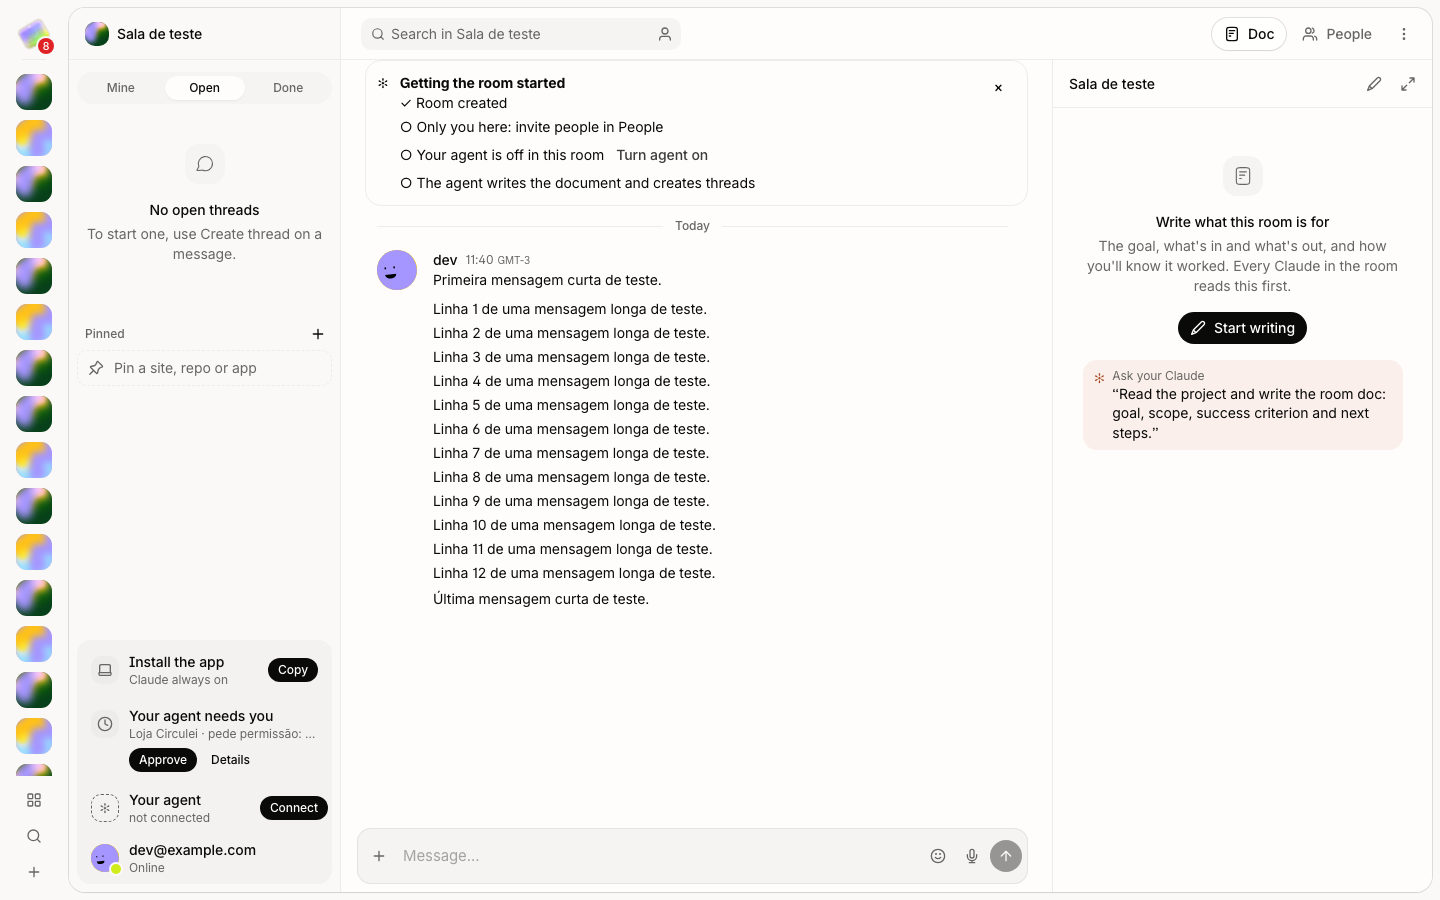 8
Sala de teste
Mine
Open
Done
No open threads
To start one, use Create thread on a
message.
Pinned
Pin a site, repo or app
Install the app
Claude always on
Copy
Your agent needs you
Loja Circulei · pede permissão: ...
Approve
Details
Your agent
not connected
Connect
dev@example.com
Online
Search in Sala de teste
Doc
People
Getting the room started
✓ Room created
Only you here: invite people in People
Your agent is off in this room Turn agent on
The agent writes the document and creates threads
Today
dev 11:40 GMT-3
Primeira mensagem curta de teste.
Linha 1 de uma mensagem longa de teste.
Linha 2 de uma mensagem longa de teste.
Linha 3 de uma mensagem longa de teste.
Linha 4 de uma mensagem longa de teste.
Linha 5 de uma mensagem longa de teste.
Linha 6 de uma mensagem longa de teste.
Linha 7 de uma mensagem longa de teste.
Linha 8 de uma mensagem longa de teste.
Linha 9 de uma mensagem longa de teste.
Linha 10 de uma mensagem longa de teste.
Linha 11 de uma mensagem longa de teste.
Linha 12 de uma mensagem longa de teste.
Última mensagem curta de teste.
Message...
Sala de teste
Write what this room is for
The goal, what's in and what's out, and how
you'll know it worked. Every Claude in the room
reads this first.
Start writing
Ask your Claude
“Read the project and write the room doc:
goal, scope, success criterion and next
steps.”